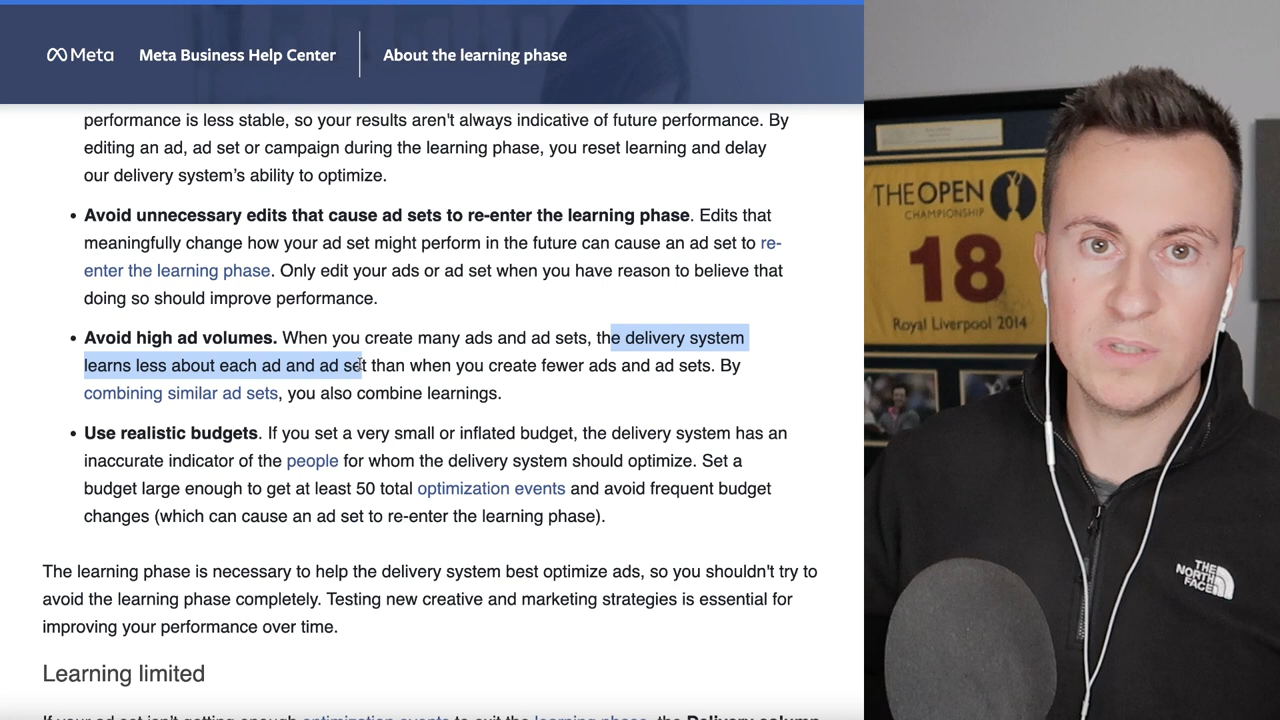 Meta
Meta Business Help Center
About the learning phase
performance is less stable, so your results aren't always indicative of future performance. By
editing an ad, ad set or campaign during the learning phase, you reset learning and delay
our delivery system's ability to optimize.
• Avoid unnecessary edits that cause ad sets to re-enter the learning phase. Edits that
meaningfully change how your ad set might perform in the future can cause an ad set to re-
enter the learning phase. Only edit your ads or ad set when you have reason to believe that
doing so should improve performance.
• Avoid high ad volumes. When you create many ads and ad sets, the delivery system
learns less about each ad and ad set than when you create fewer ads and ad sets. By
combining similar ad sets, you also combine learnings.
• Use realistic budgets. If you set a very small or inflated budget, the delivery system has an
inaccurate indicator of the people for whom the delivery system should optimize. Set a
budget large enough to get at least 50 total optimization events and avoid frequent budget
changes (which can cause an ad set to re-enter the learning phase).
The learning phase is necessary to help the delivery system best optimize ads, so you shouldn't try to
avoid the learning phase completely. Testing new creative and marketing strategies is essential for
improving your performance over time.
Learning limited
If your ad set isn't getting enough optimization events to exit the learning phase, the Delivery column
THE OPEN
CHAMPIONSHIP
18
Royal Liverpool 2014
THE
NORTH
FACE